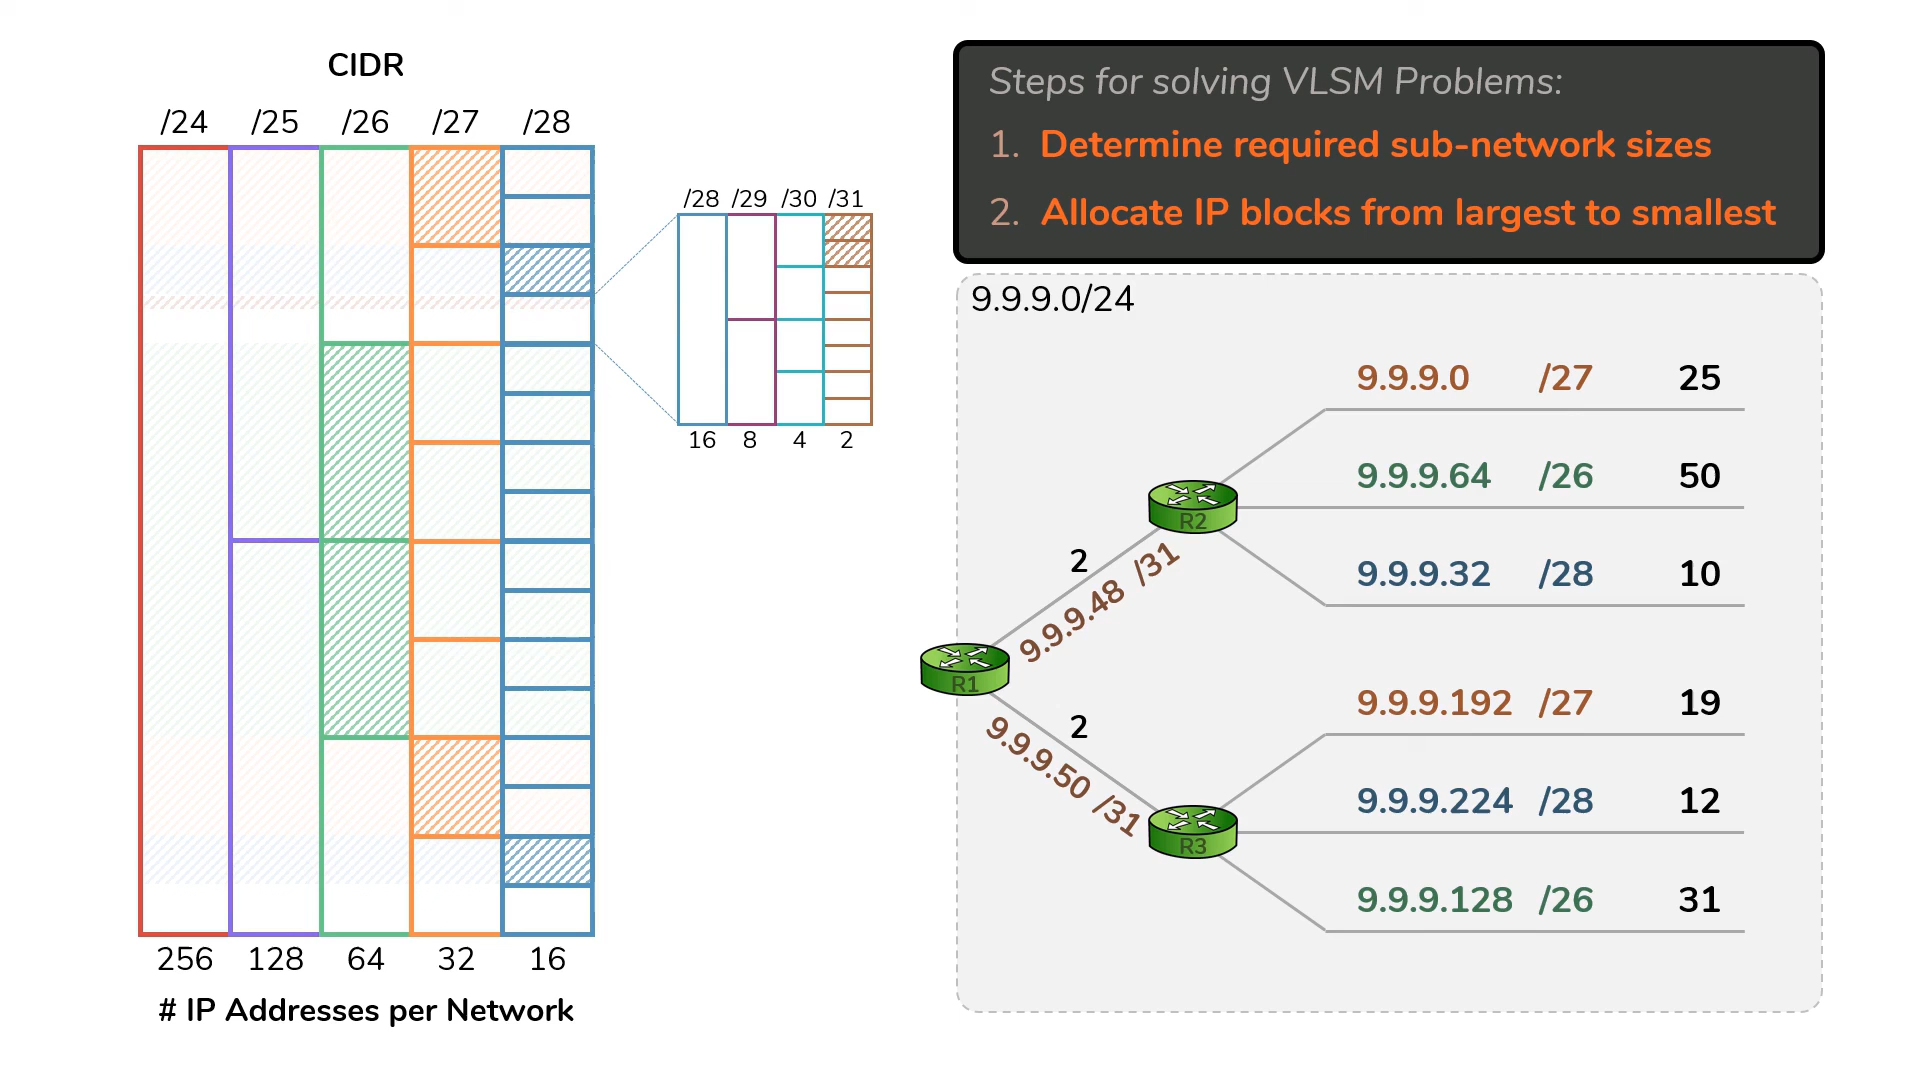 CIDR
/24 /25 /26 /27 /28
256 128 64 32 16
# IP Addresses per Network
/28 /29 /30 /31
16 8 4 2
Steps for solving VLSM Problems:
1. Determine required sub-network sizes
2. Allocate IP blocks from largest to smallest
9.9.9.0/24
9.9.9.0 /27 25
9.9.9.64 /26 50
R2
9.9.9.32 /28 10
2
9.9.9.48 /31
R1
2
9.9.9.50 /31
9.9.9.192 /27 19
9.9.9.224 /28 12
R3
9.9.9.128 /26 31